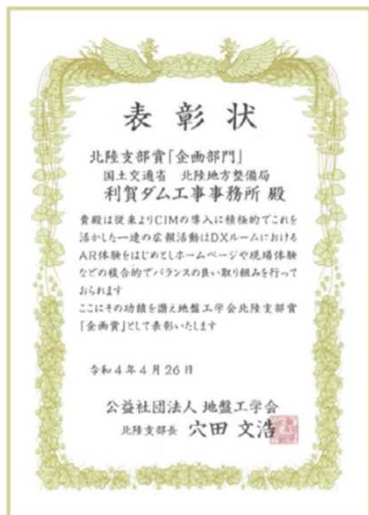 表彰状
北陸支部賞「企画部門」
国土交通省 北陸地方整備局
利賀ダム工事事務所 殿
貴殿は従来よりCIMの導入に積極的でこれを
活かした一連の広報活動はDXルームにおける
AR体験をはじめとしホームページや現場体験
などの複合的でバランスの良い取り組みを行って
おられます
ここにその功績を讃え地盤工学会北陸支部賞
「企画賞」として表彰いたします
令和4年4月26日
公益社団法人 地盤工学会
北陸支部長 穴田 文浩